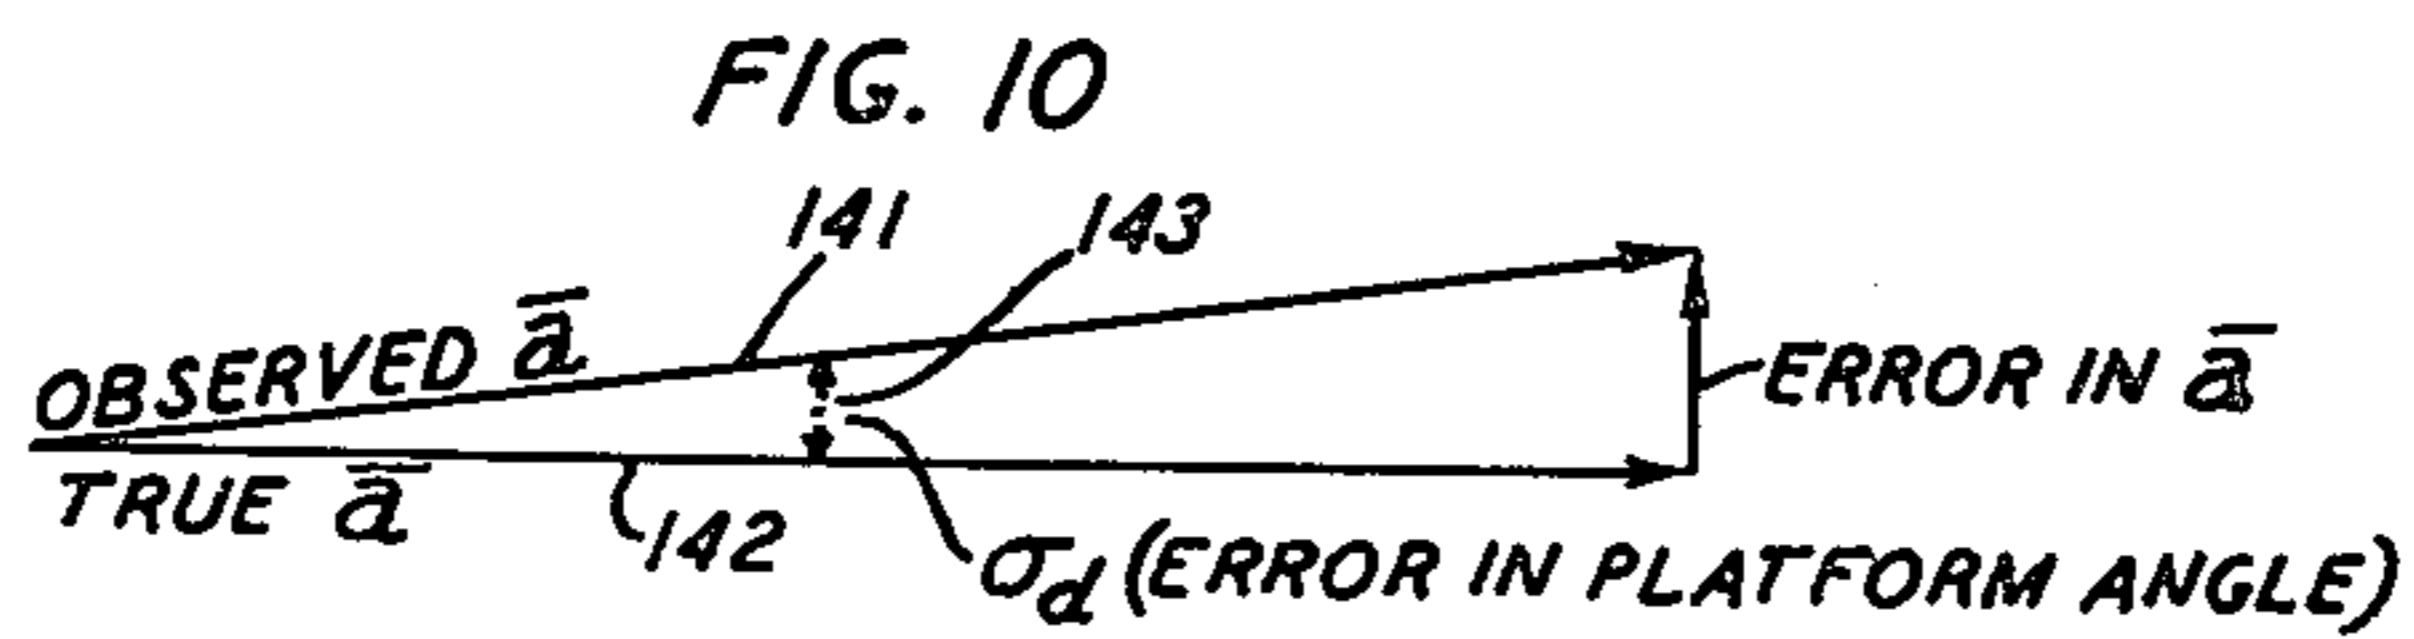 FIG. 10
141
143
OBSERVED a̅
ERROR IN a̅
TRUE a̅
142
σd (ERROR IN PLATFORM ANGLE)